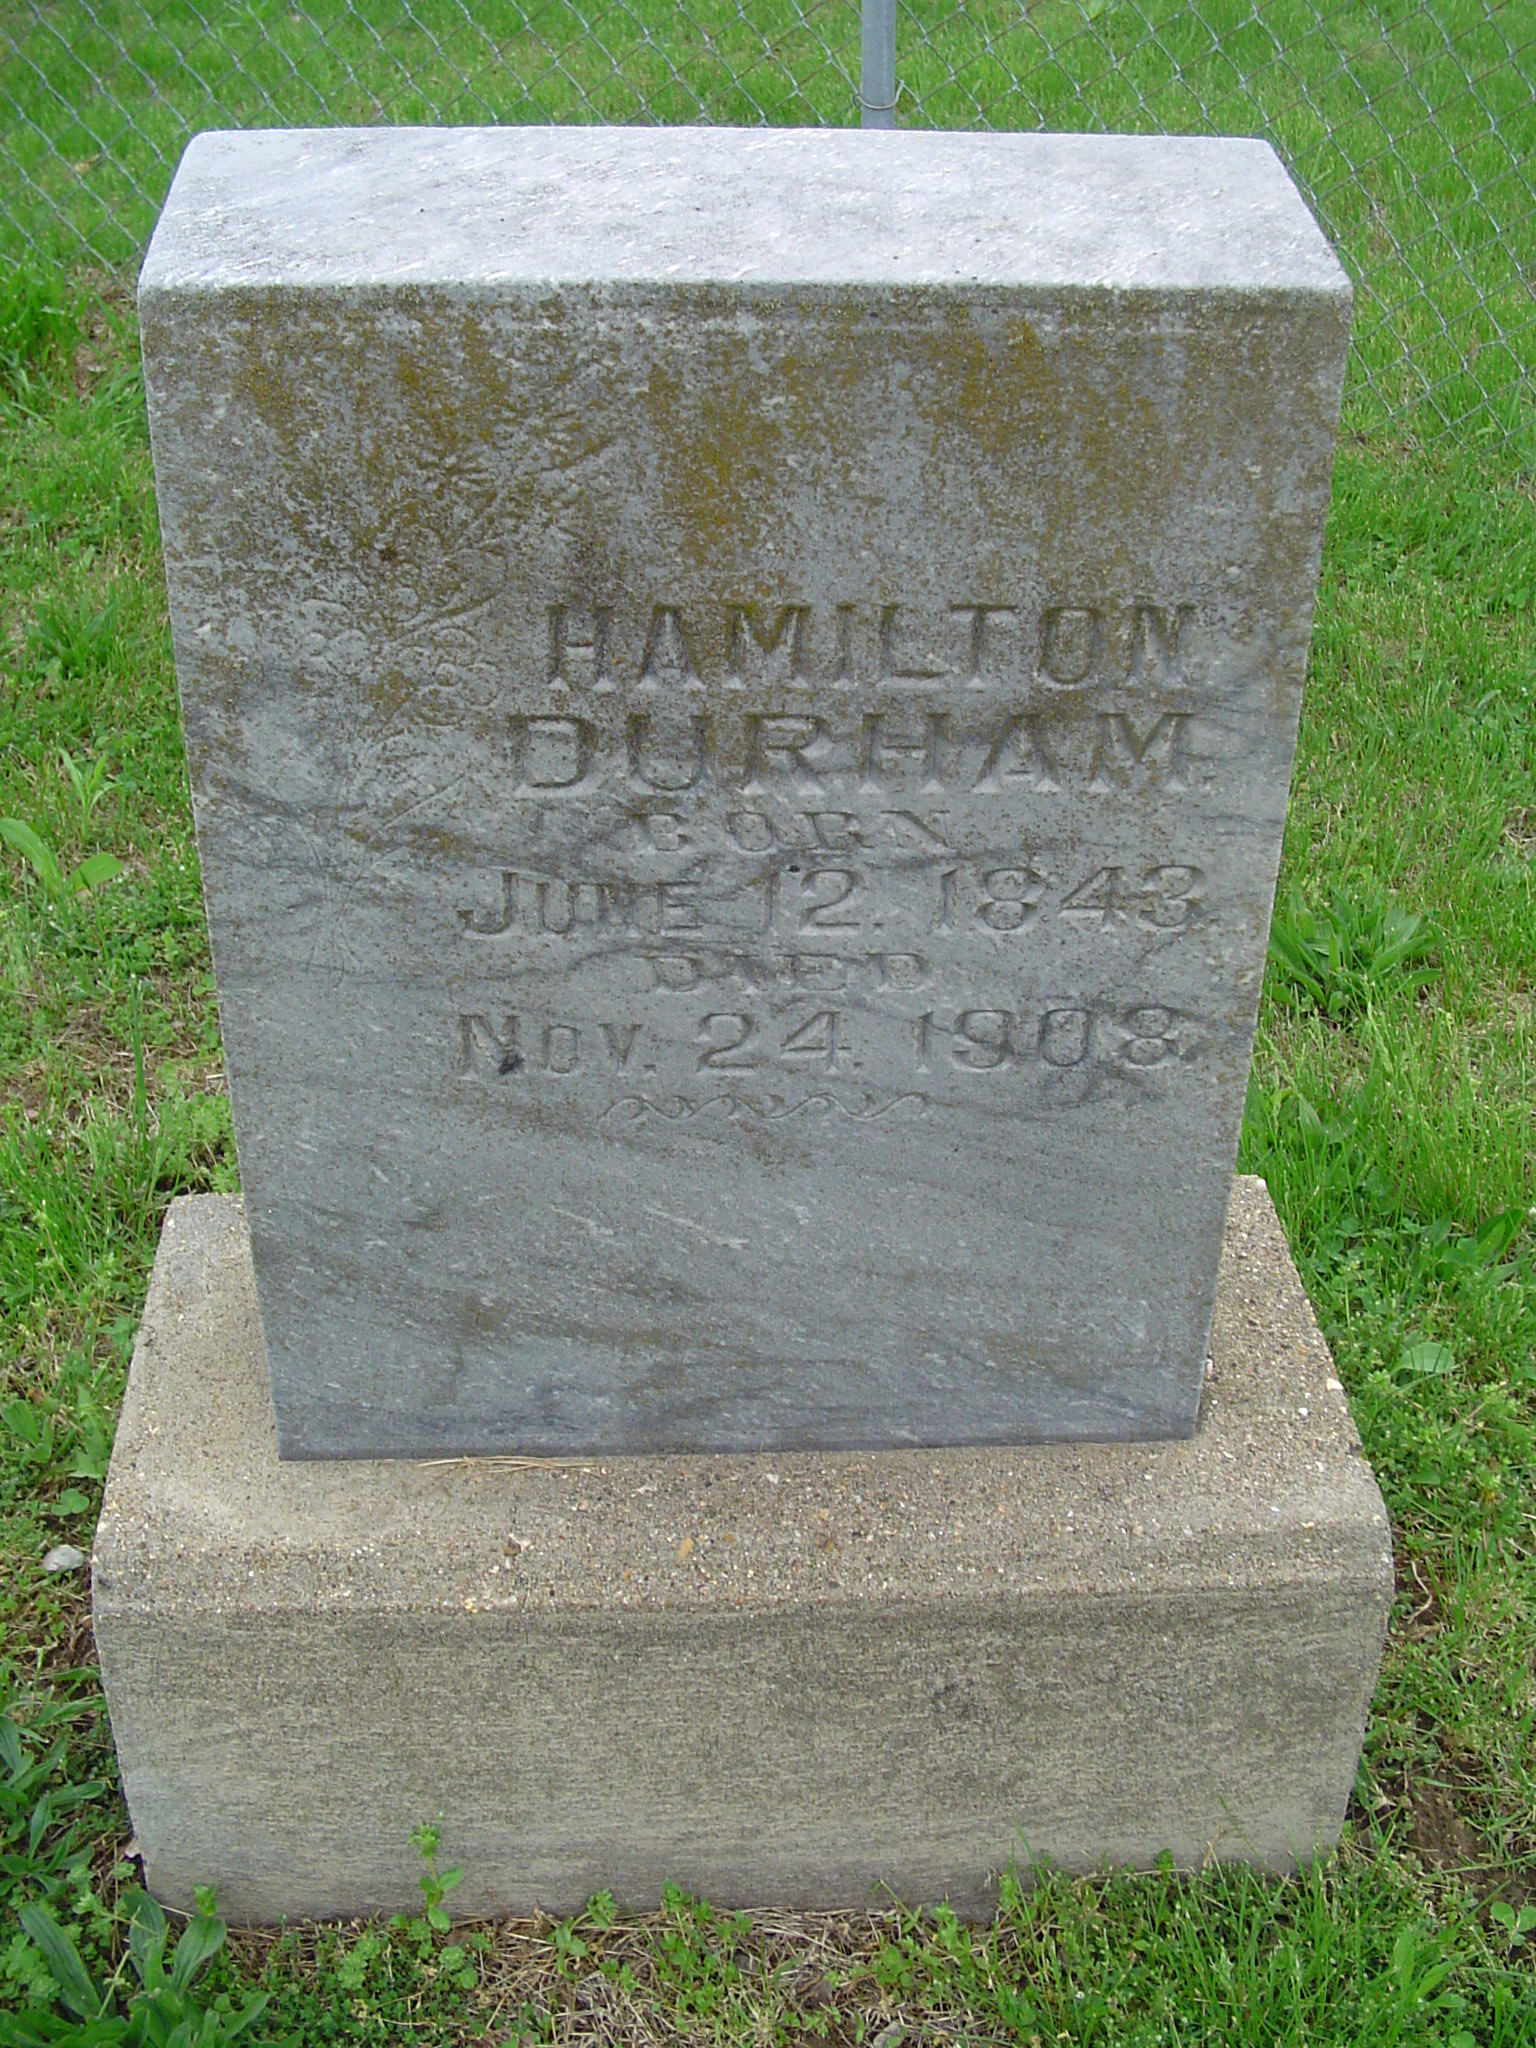 HAMILTON
DURHAM
BORN
JUNE 12. 1843.
DIED
NOV. 24. 1908.